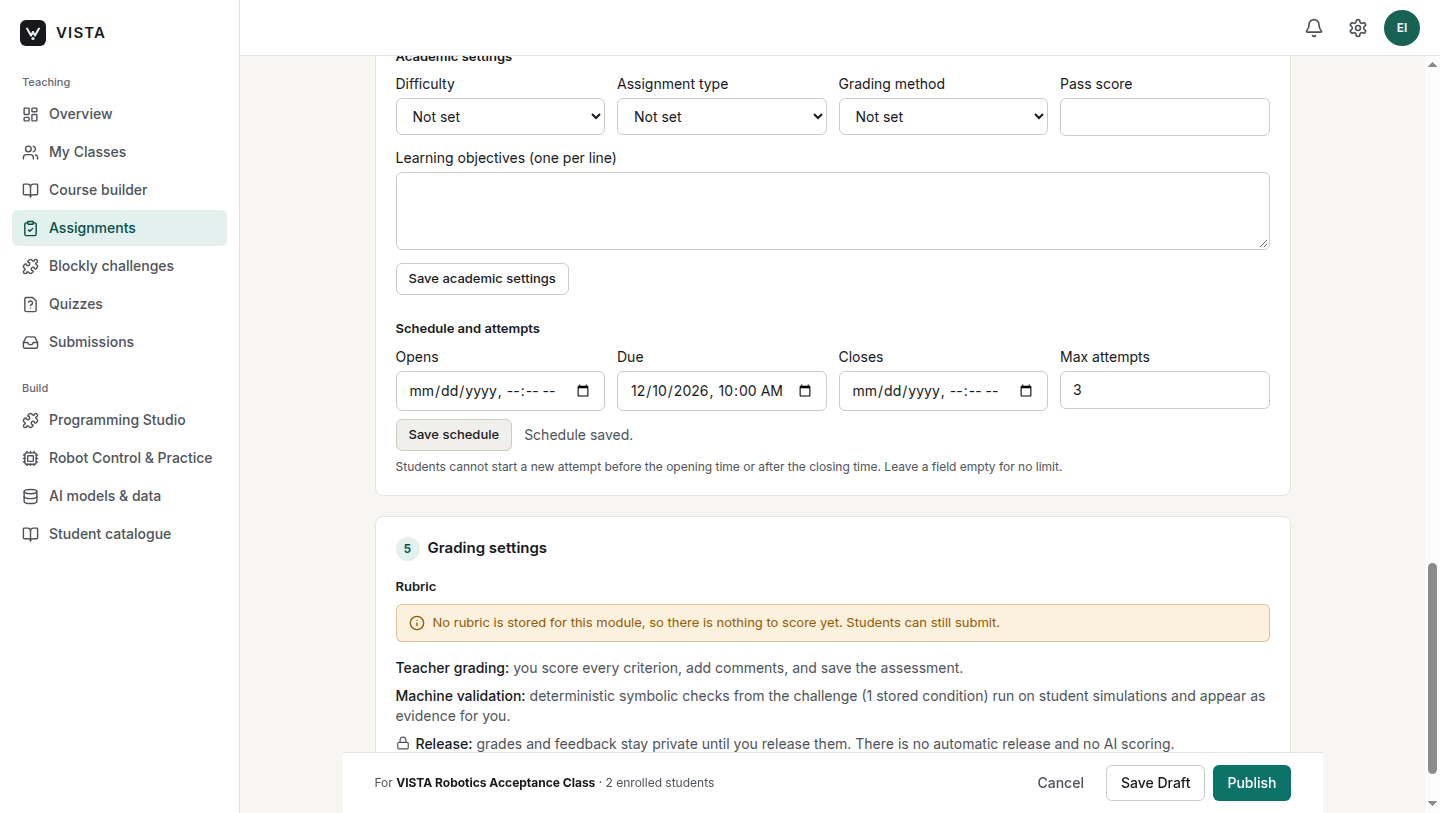 VISTA
EI
Teaching
Overview
My Classes
Course builder
Assignments
Blockly challenges
Quizzes
Submissions
Build
Programming Studio
Robot Control & Practice
AI models & data
Student catalogue
Academic settings
Difficulty
Assignment type
Grading method
Pass score
Not set
Not set
Not set
Learning objectives (one per line)
Save academic settings
Schedule and attempts
Opens
Due
Closes
Max attempts
mm/dd/yyyy, --:-- --
12/10/2026, 10:00 AM
mm/dd/yyyy, --:-- --
3
Save schedule
Schedule saved.
Students cannot start a new attempt before the opening time or after the closing time. Leave a field empty for no limit.
5
Grading settings
Rubric
No rubric is stored for this module, so there is nothing to score yet. Students can still submit.
Teacher grading: you score every criterion, add comments, and save the assessment.
Machine validation: deterministic symbolic checks from the challenge (1 stored condition) run on student simulations and appear as
evidence for you.
Release: grades and feedback stay private until you release them. There is no automatic release and no AI scoring.
For VISTA Robotics Acceptance Class · 2 enrolled students
Cancel
Save Draft
Publish